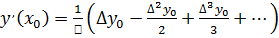 y′(x₀) = 1/□ (Δy₀ − Δ²y₀/2 + Δ³y₀/3 + ⋯)